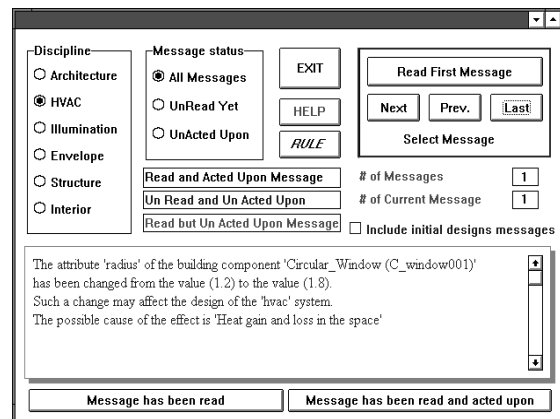 Discipline
Architecture
HVAC
Illumination
Envelope
Structure
Interior
Message status
All Messages
UnRead Yet
UnActed Upon
EXIT
HELP
RULE
Read First Message
Next Prev. Last
Select Message
Read and Acted Upon Message
Un Read and Un Acted Upon
Read but Un Acted Upon Message
# of Messages 1
# of Current Message 1
Include initial designs messages
The attribute 'radius' of the building component 'Circular_Window (C_window001)'
has been changed from the value (1.2) to the value (1.8).
Such a change may affect the design of the 'hvac' system.
The possible cause of the effect is 'Heat gain and loss in the space'
Message has been read
Message has been read and acted upon